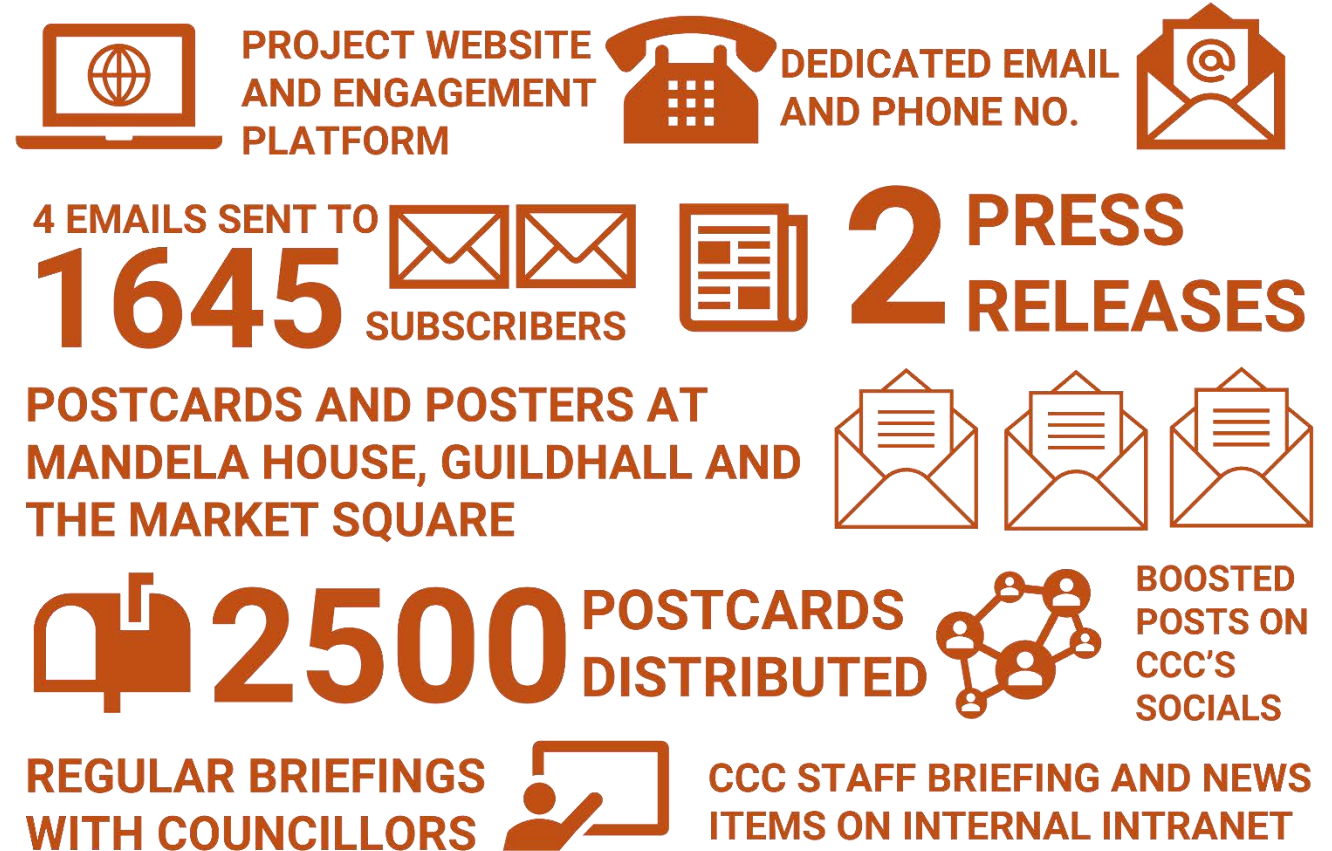 PROJECT WEBSITE
AND ENGAGEMENT
PLATFORM
DEDICATED EMAIL
AND PHONE NO.
@
4 EMAILS SENT TO
1645
SUBSCRIBERS
2 PRESS
RELEASES
POSTCARDS AND POSTERS AT
MANDELA HOUSE, GUILDHALL AND
THE MARKET SQUARE
2500 POSTCARDS
DISTRIBUTED
BOOSTED
POSTS ON
CCC'S
SOCIALS
REGULAR BRIEFINGS
WITH COUNCILLORS
CCC STAFF BRIEFING AND NEWS
ITEMS ON INTERNAL INTRANET